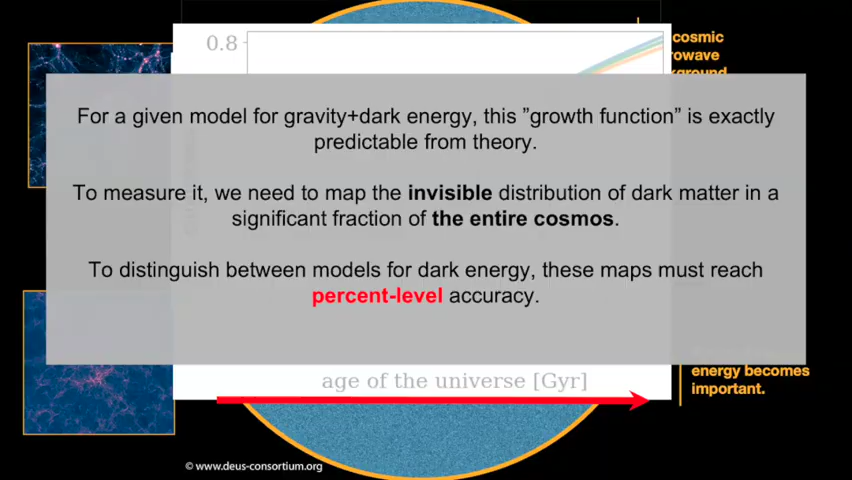 0.8
cosmic
rowave
kground
For a given model for gravity+dark energy, this ”growth function” is exactly
predictable from theory.
To measure it, we need to map the invisible distribution of dark matter in a
significant fraction of the entire cosmos.
To distinguish between models for dark energy, these maps must reach
percent-level accuracy.
energy becomes
important.
age of the universe [Gyr]
© www.deus-consortium.org